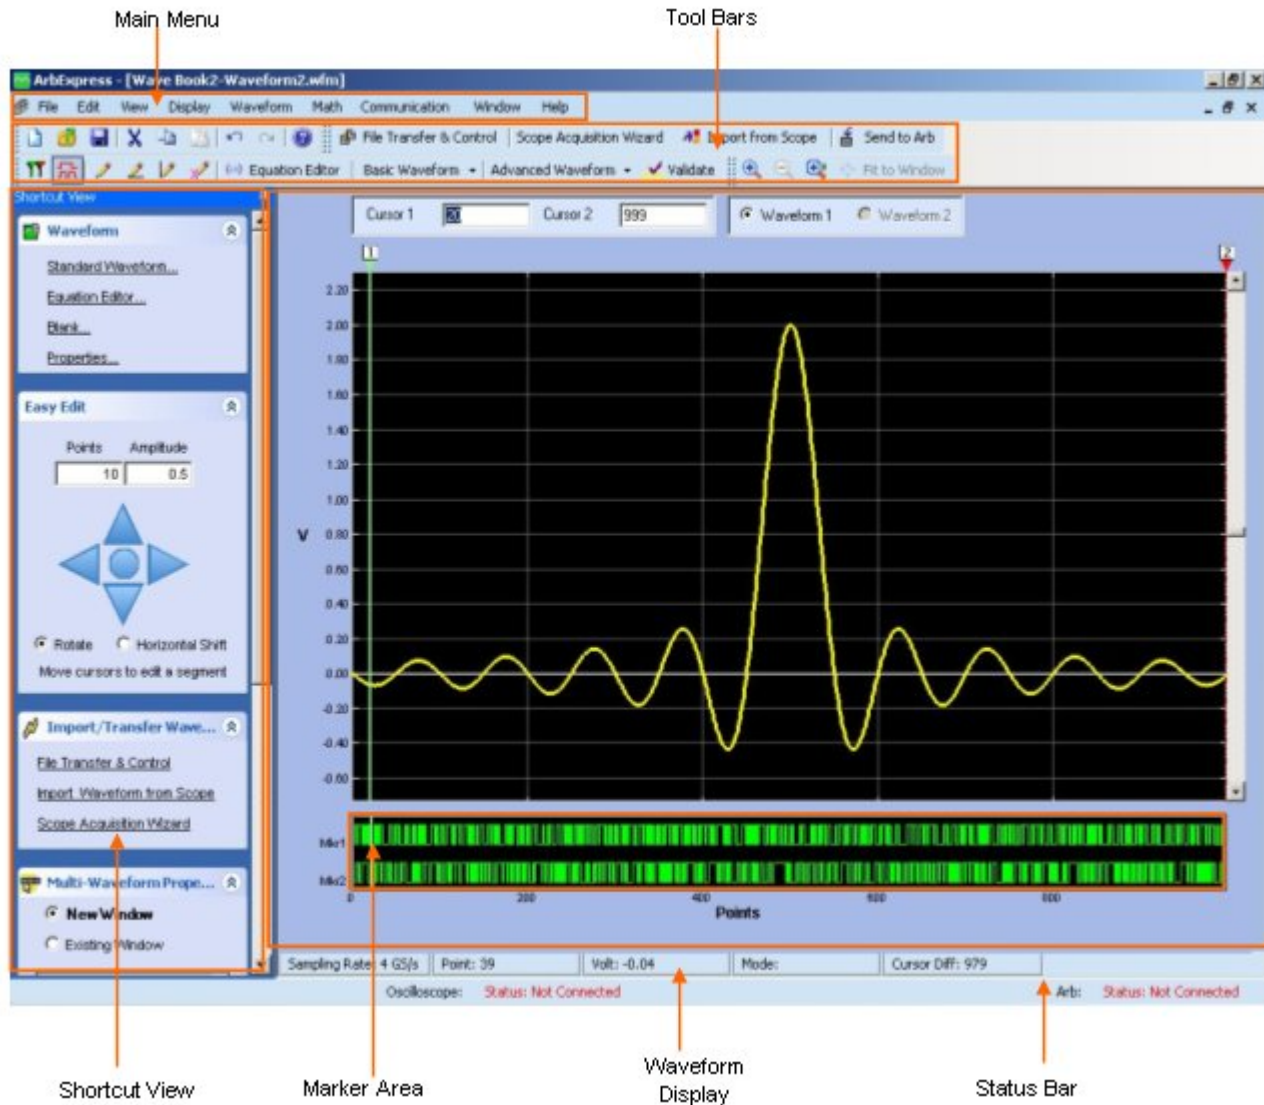 Main Menu
Tool Bars
ArbExpress - [Wave Book2-Waveform2.wfm]
File Edit View Display Waveform Math Communication Window Help
File Transfer & Control Scope Acquisition Wizard Import from Scope Send to Arb
Equation Editor Basic Waveform Advanced Waveform Validate Fit to Window
Shortcut View
Cursor 1 20 Cursor 2 999 Waveform 1 Waveform 2
Waveform
Standard Waveform...
Equation Editor...
Blank...
Properties...
Easy Edit
Points Amplitude
10 0.5
Rotate Horizontal Shift
Move cursors to edit a segment
Import/Transfer Wave...
File Transfer & Control
Import Waveform from Scope
Scope Acquisition Wizard
Multi-Waveform Prope...
New Window
Existing Window
1
2
2.20
2.00
1.80
1.60
1.40
1.20
1.00
V 0.80
0.60
0.40
0.20
0.00
-0.20
-0.40
-0.60
Mkr1
Mkr2
0 200 400 600 800
Points
Sampling Rate: 4 GS/s Point: 39 Volt: -0.04 Mode: Cursor Diff: 979
Oscilloscope: Status: Not Connected Arb: Status: Not Connected
Shortcut View
Marker Area
Waveform
Display
Status Bar